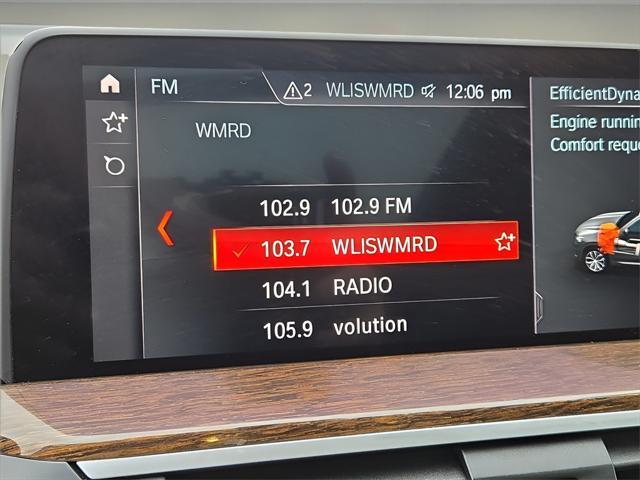 FM
2 WLISWMRD 12:06 pm
WMRD
102.9 102.9 FM
103.7 WLISWMRD
104.1 RADIO
105.9 volution
EfficientDyna
Engine runnin
Comfort reque